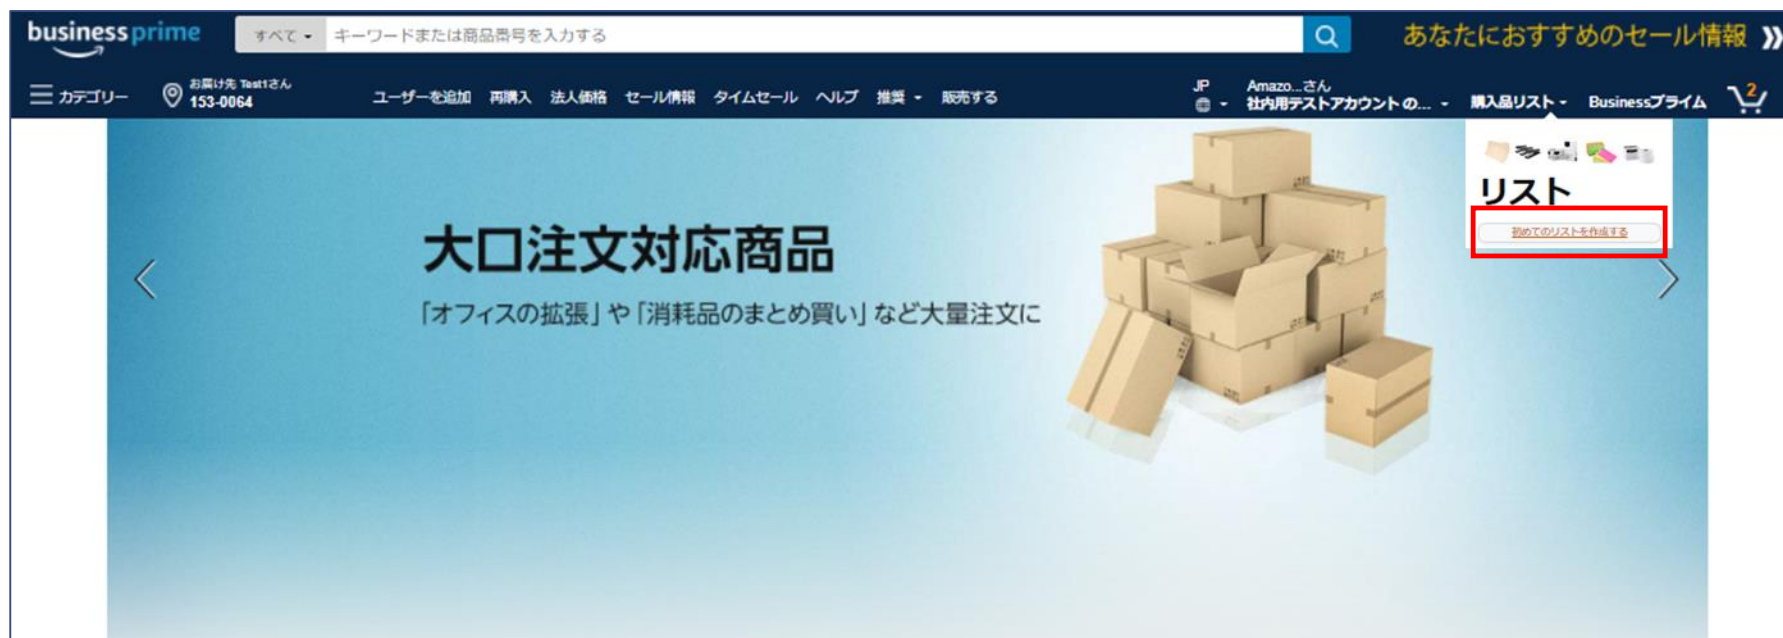 business prime
すべて
キーワードまたは商品番号を入力する
あなたにおすすめのセール情報 »
カテゴリー
お届け先 Test1さん
153-0064
ユーザーを追加 再購入 法人価格 セール情報 タイムセール ヘルプ 推奨 販売する
JP
Amazo...さん
社内用テストアカウント の...
購入品リスト
Businessプライム
2
リスト
初めてのリストを作成する
大口注文対応商品
「オフィスの拡張」や「消耗品のまとめ買い」など大量注文に